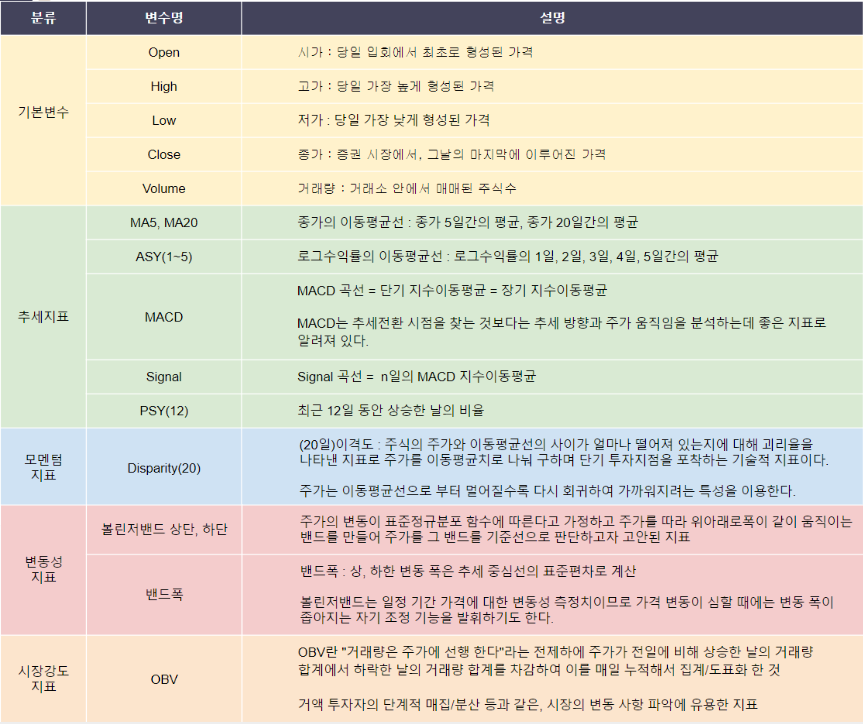 분류 변수명 설명
기본변수
Open 시가 : 당일 입회에서 최초로 형성된 가격
High 고가 : 당일 가장 높게 형성된 가격
Low 저가 : 당일 가장 낮게 형성된 가격
Close 종가 : 증권 시장에서, 그날의 마지막에 이루어진 가격
Volume 거래량 : 거래소 안에서 매매된 주식수
추세지표
MA5, MA20 종가의 이동평균선 : 종가 5일간의 평균, 종가 20일간의 평균
ASY(1~5) 로그수익률의 이동평균선 : 로그수익률의 1일, 2일, 3일, 4일, 5일간의 평균
MACD
MACD 곡선 = 단기 지수이동평균 = 장기 지수이동평균
MACD는 추세전환 시점을 찾는 것보다는 추세 방향과 주가 움직임을 분석하는데 좋은 지표로
알려져 있다.
Signal Signal 곡선 = n일의 MACD 지수이동평균
PSY(12) 최근 12일 동안 상승한 날의 비율
모멘텀
지표
Disparity(20)
(20일)이격도 : 주식의 주가와 이동평균선의 사이가 얼마나 떨어져 있는지에 대해 괴리율을
나타낸 지표로 주가를 이동평균치로 나눠 구하며 단기 투자지점을 포착하는 기술적 지표이다.
주가는 이동평균선으로 부터 멀어질수록 다시 회귀하여 가까워지려는 특성을 이용한다.
변동성
지표
볼린저밴드 상단, 하단
주가의 변동이 표준정규분포 함수에 따른다고 가정하고 주가를 따라 위아래로폭이 같이 움직이는
밴드를 만들어 주가를 그 밴드를 기준선으로 판단하고자 고안된 지표
밴드폭
밴드폭 : 상, 하한 변동 폭은 추세 중심선의 표준편차로 계산
볼린저밴드는 일정 기간 가격에 대한 변동성 측정치이므로 가격 변동이 심할 때에는 변동 폭이
좁아지는 자기 조정 기능을 발휘하기도 한다.
시장강도
지표
OBV
OBV란 "거래량은 주가에 선행 한다"라는 전제하에 주가가 전일에 비해 상승한 날의 거래량
합계에서 하락한 날의 거래량 합계를 차감하여 이를 매일 누적해서 집계/도표화 한 것
거액 투자자의 단계적 매집/분산 등과 같은, 시장의 변동 사항 파악에 유용한 지표